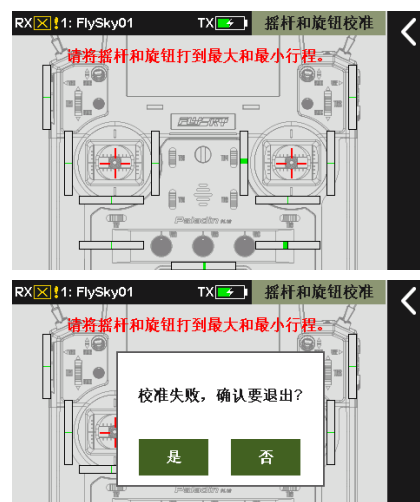 RX !1: FlySky01 TX 摇杆和旋钮校准
请将摇杆和旋钮打到最大和最小行程。
FLYSKY
Paladin
RX !1: FlySky01 TX 摇杆和旋钮校准
请将摇杆和旋钮打到最大和最小行程。
校准失败，确认要退出?
是 否
Paladin